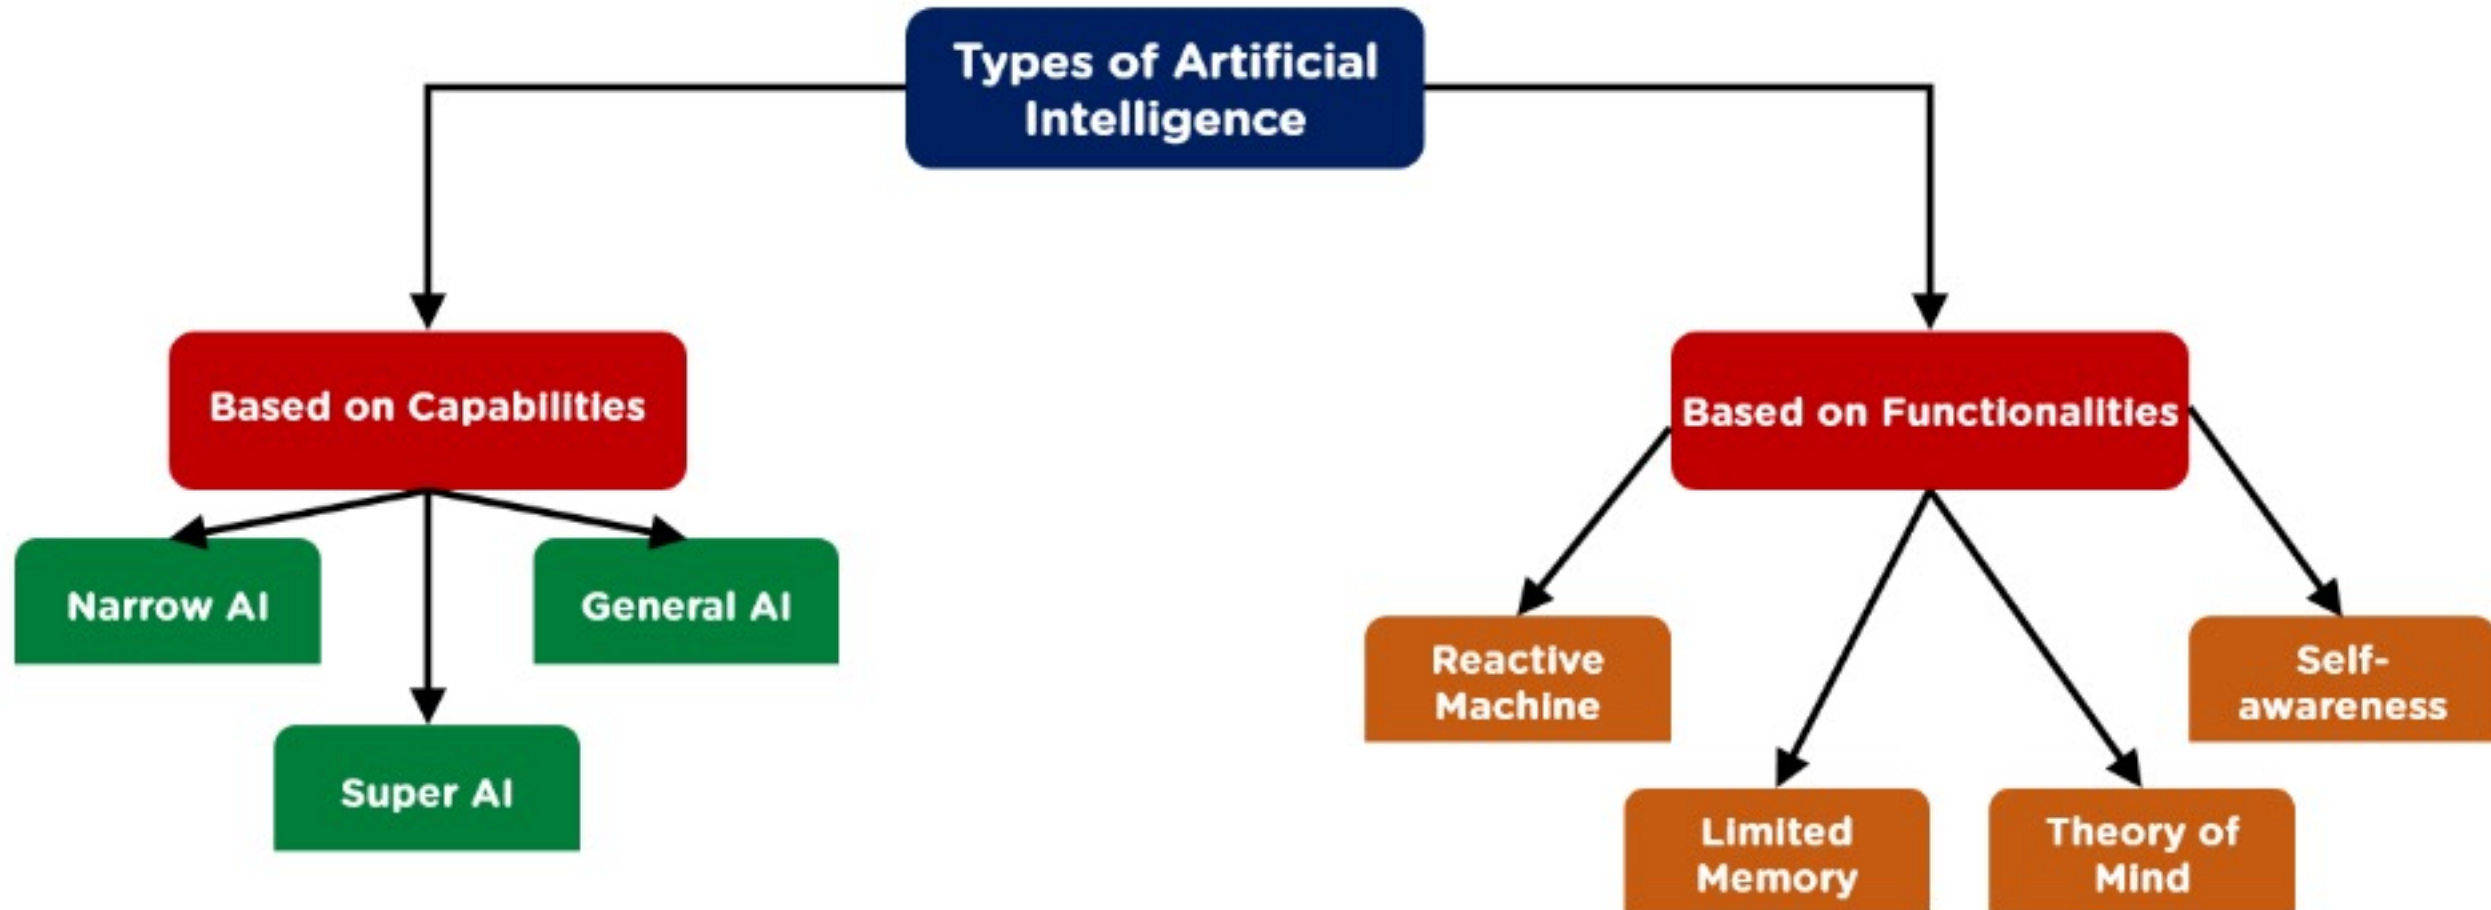 Types of Artificial
Intelligence
Based on Capabilities
Based on Functionalities
Narrow AI
General AI
Super AI
Reactive
Machine
Self-
awareness
Limited
Memory
Theory of
Mind